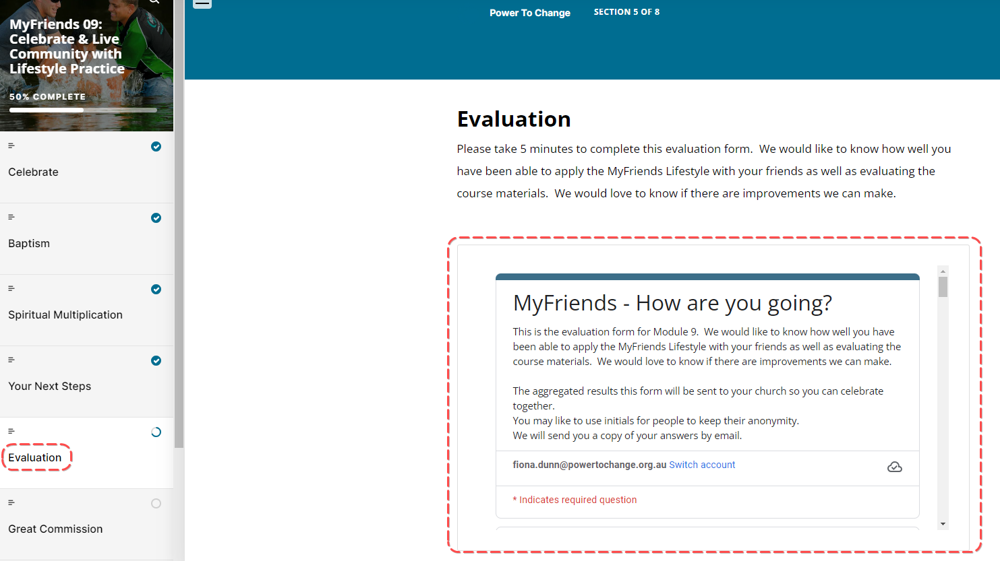 MyFriends 09:
Celebrate & Live
Community with
Lifestyle Practice
50% COMPLETE
Celebrate
Baptism
Spiritual Multiplication
Your Next Steps
Evaluation
Great Commission
Power To Change
SECTION 5 OF 8
Evaluation
Please take 5 minutes to complete this evaluation form.  We would like to know how well you
have been able to apply the MyFriends Lifestyle with your friends as well as evaluating the
course materials.  We would love to know if there are improvements we can make.
MyFriends - How are you going?
This is the evaluation form for Module 9.  We would like to know how well you have
been able to apply the MyFriends Lifestyle with your friends as well as evaluating the
course materials.  We would love to know if there are improvements we can make.
The aggregated results this form will be sent to your church so you can celebrate
together.
You may like to use initials for people to keep their anonymity.
We will send you a copy of your answers by email.
fiona.dunn@powertochange.org.au Switch account
* Indicates required question